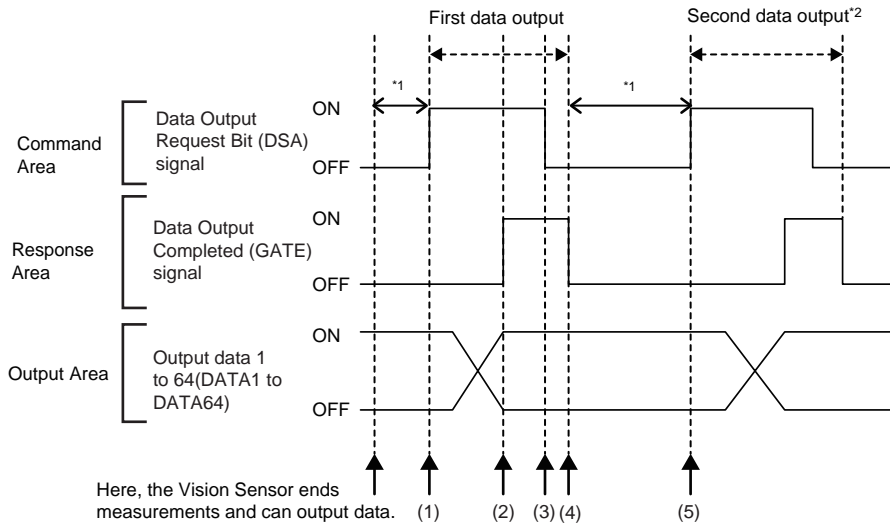 First data output
Second data output*2
*1
*1
Command
Area
Data Output
Request Bit (DSA)
signal
ON
OFF
Response
Area
Data Output
Completed (GATE)
signal
ON
OFF
Output Area
Output data 1
to 64(DATA1 to
DATA64)
ON
OFF
Here, the Vision Sensor ends
measurements and can output data.
(1)
(2)
(3)
(4)
(5)